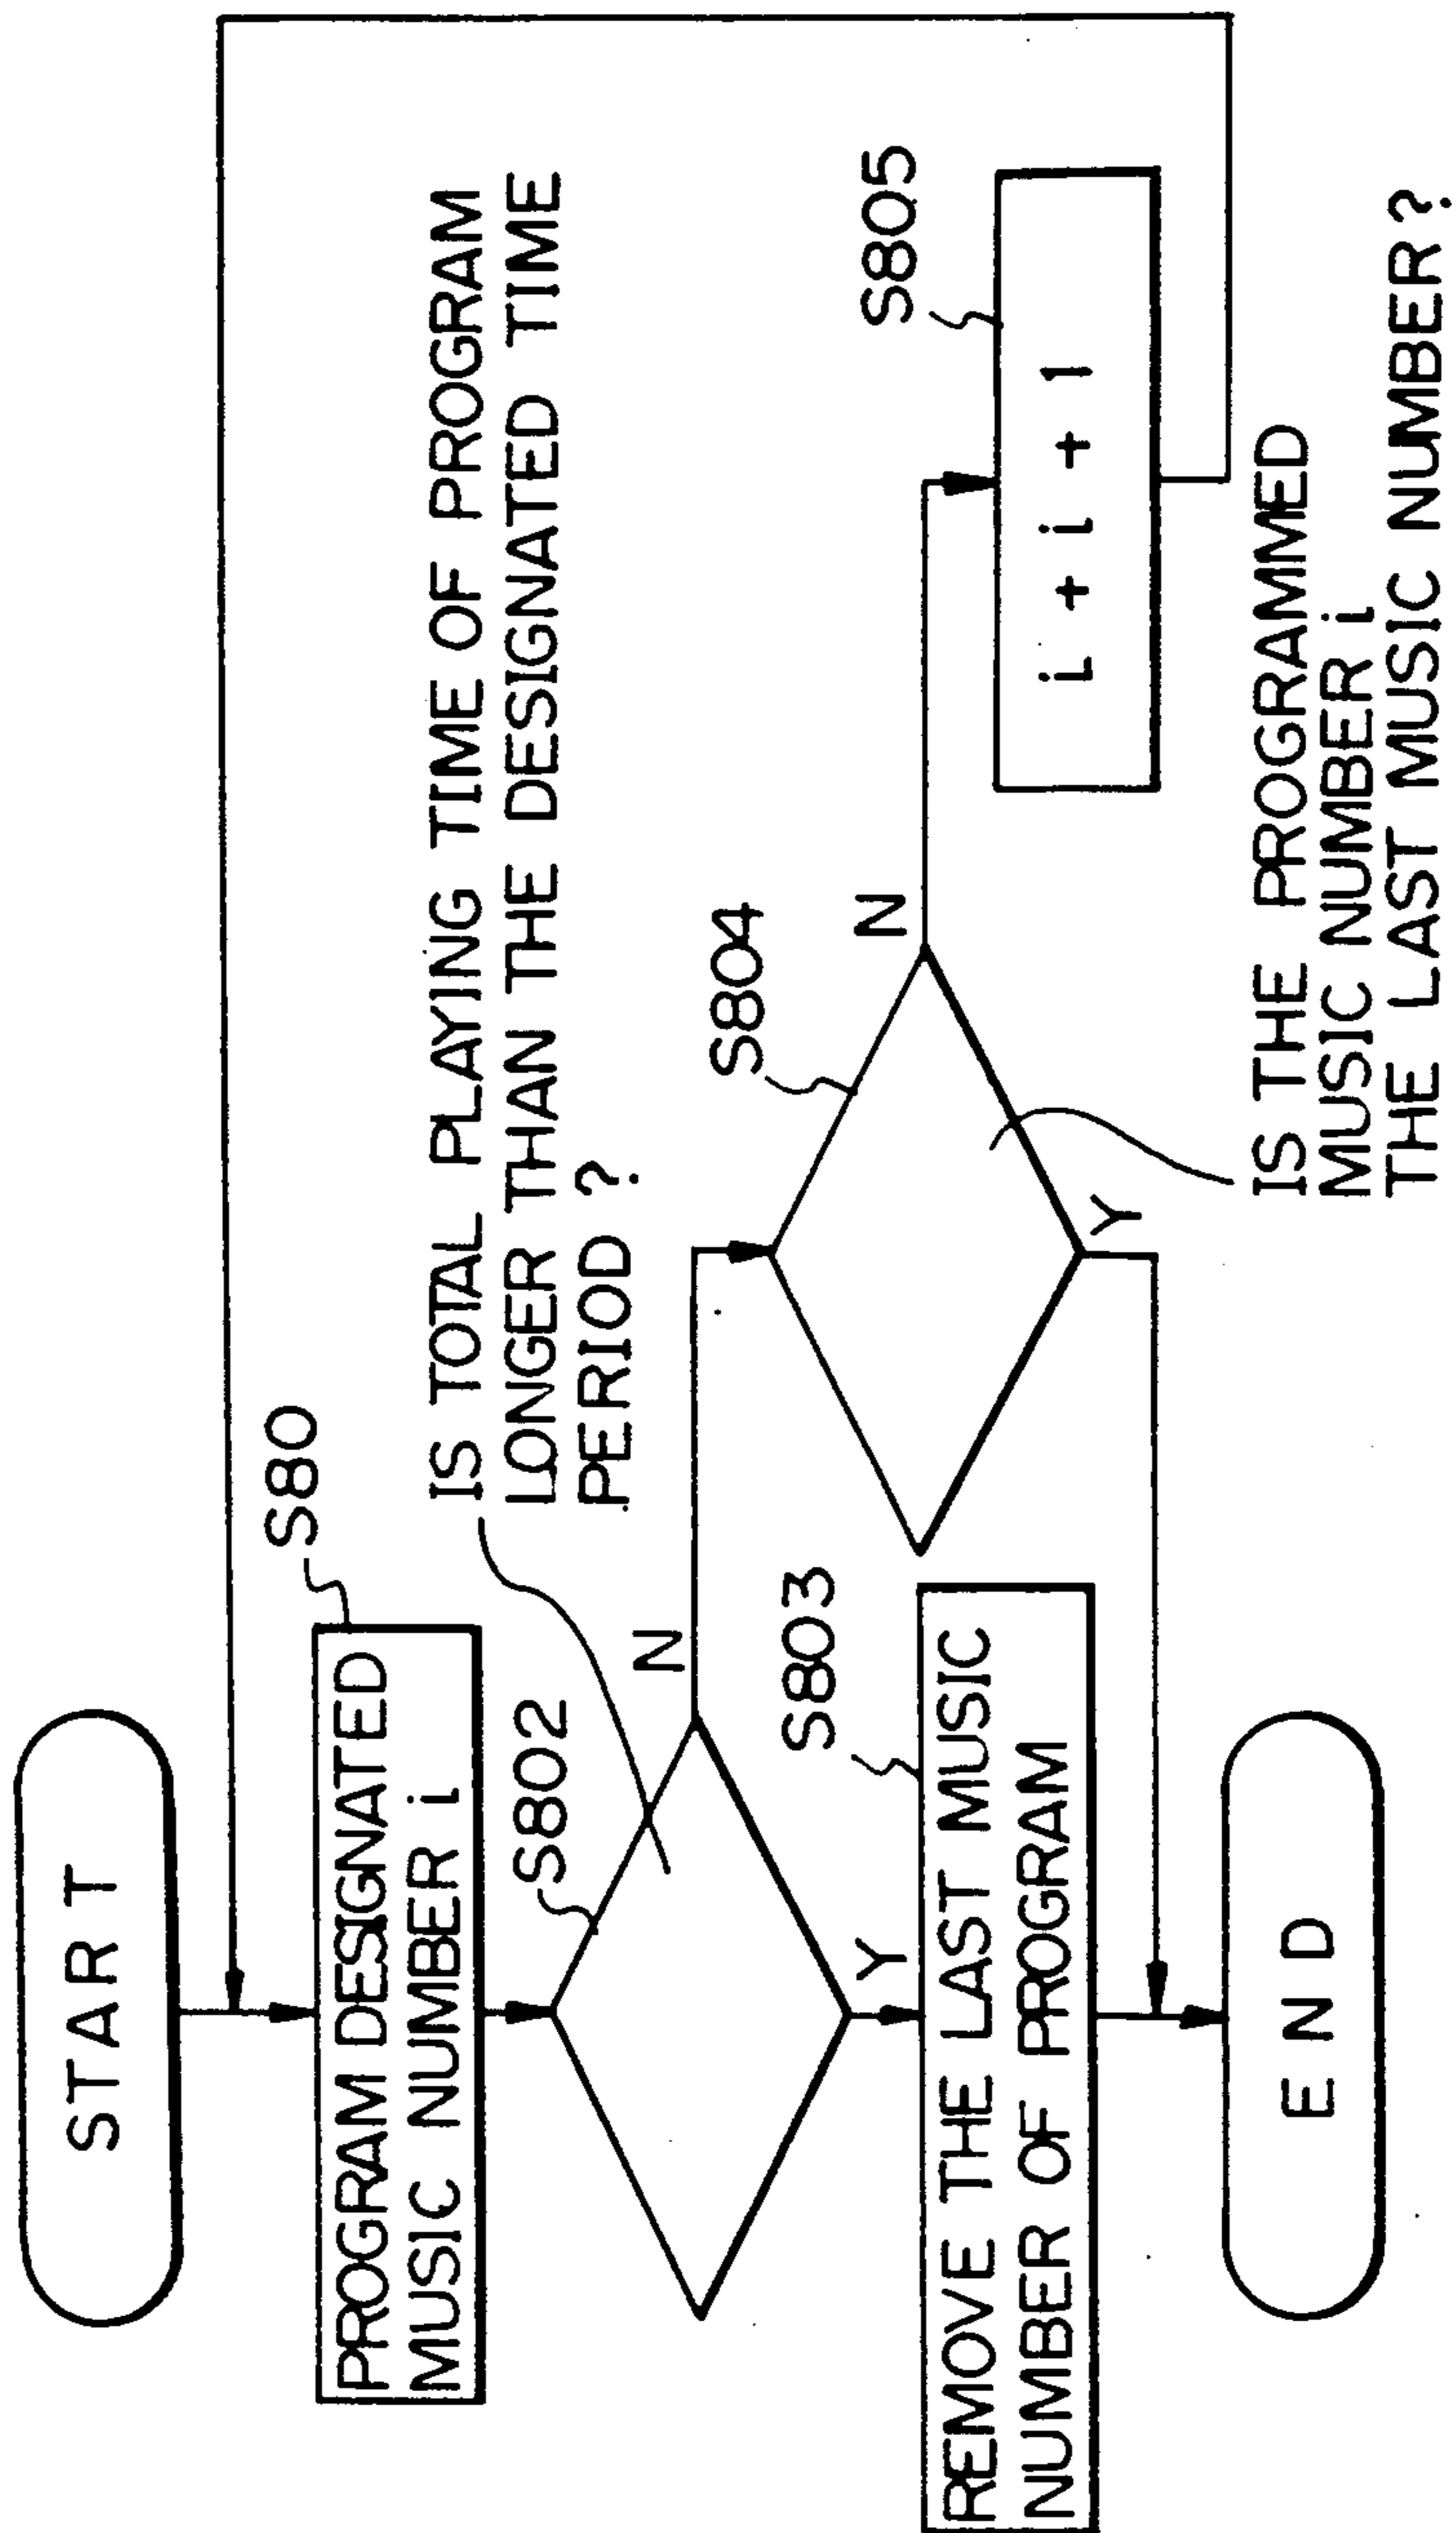 START
S80
PROGRAM DESIGNATED
MUSIC NUMBER i
S802
IS TOTAL PLAYING TIME OF PROGRAM
LONGER THAN THE DESIGNATED TIME
PERIOD ?
N
Y
S803
REMOVE THE LAST MUSIC
NUMBER OF PROGRAM
S804
N
Y
IS THE PROGRAMMED
MUSIC NUMBER i
THE LAST MUSIC NUMBER ?
S805
i + i + 1
END